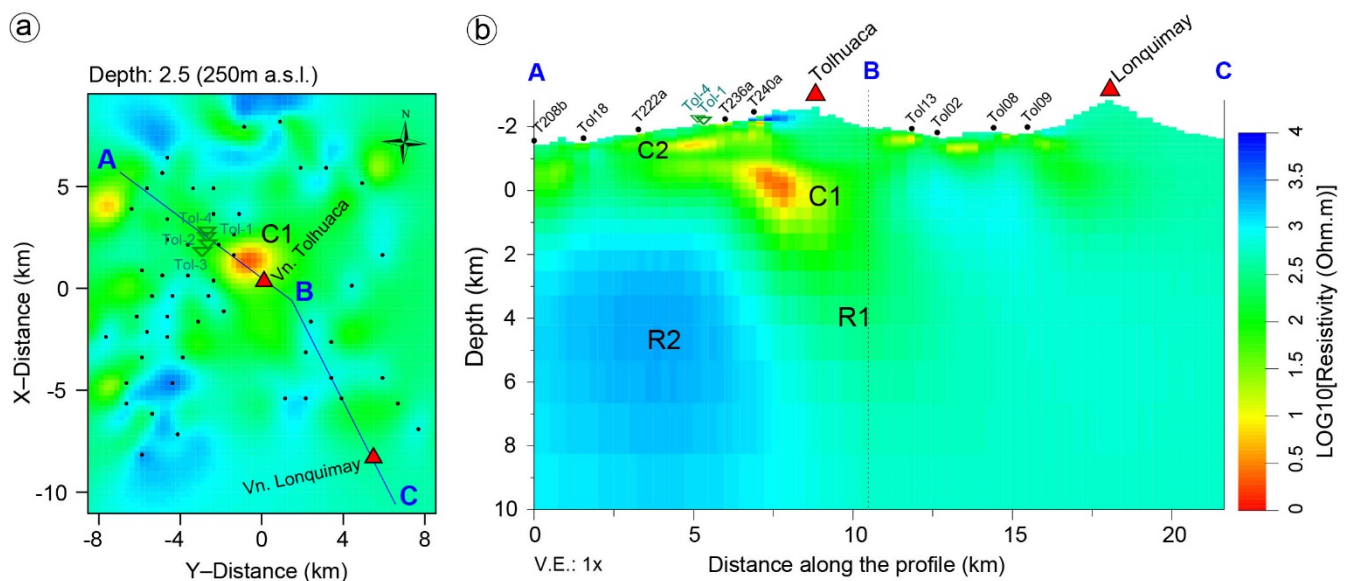 a
Depth: 2.5 (250m a.s.l.)
N
A
5
0
-5
-10
X–Distance (km)
Tol-4
Tol-1
Tol-2
Tol-3
C1
Vn. Tolhuaca
B
Vn. Lonquimay
C
-8
-4
0
4
8
Y–Distance (km)
b
A
Tolhuaca
B
Lonquimay
C
T208b
Tol18
T222a
Tol-4
Tol-1
T236a
T240a
Tol13
Tol02
Tol08
Tol09
-2
0
2
4
6
8
10
Depth (km)
C2
C1
R1
R2
0
5
10
15
20
V.E.: 1x
Distance along the profile (km)
4
3.5
3
2.5
2
1.5
1
0.5
0
LOG10[Resistivity (Ohm.m)]